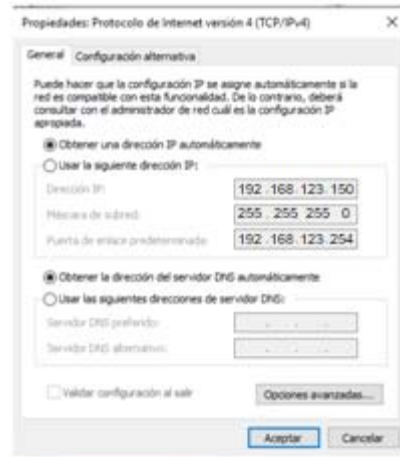 Propiedades: Protocolo de Internet versión 4 (TCP/IPv4)
General Configuración alternativa
Puede hacer que la configuración IP se asigne automáticamente si la
red es compatible con esta funcionalidad. De lo contrario, deberá
consultar con el administrador de red cuál es la configuración IP
apropiada.
Obtener una dirección IP automáticamente
Usar la siguiente dirección IP:
Dirección IP: 192 . 168 . 123 . 150
Máscara de subred: 255 . 255 . 255 . 0
Puerta de enlace predeterminada: 192 . 168 . 123 . 254
Obtener la dirección del servidor DNS automáticamente
Usar las siguientes direcciones de servidor DNS:
Servidor DNS preferido:
Servidor DNS alternativo:
Validar configuración al salir
Opciones avanzadas...
Aceptar Cancelar